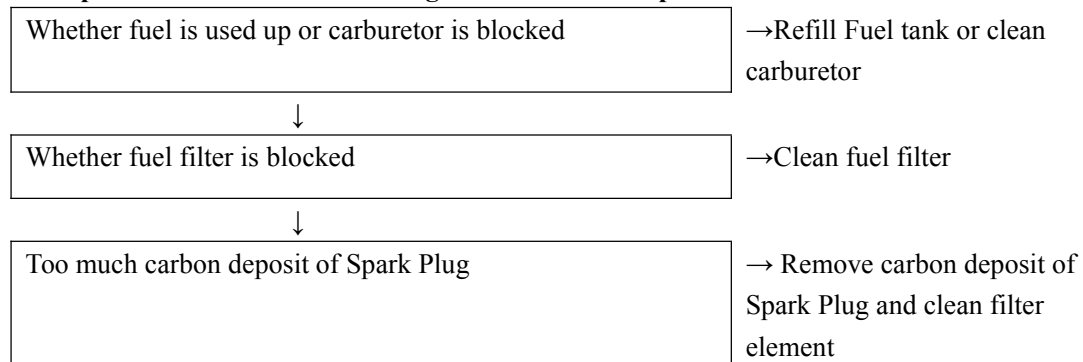 Whether fuel is used up or carburetor is blocked
→Refill Fuel tank or clean
carburetor
↓
Whether fuel filter is blocked
→Clean fuel filter
↓
Too much carbon deposit of Spark Plug
→ Remove carbon deposit of
Spark Plug and clean filter
element